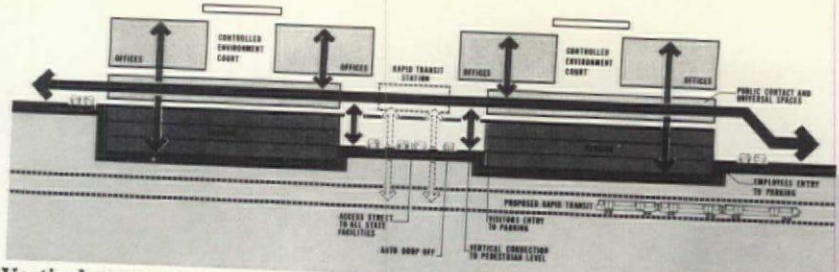 OFFICES
CONTROLLED
ENVIRONMENT
COURT
OFFICES
RAPID TRANSIT
STATION
OFFICES
CONTROLLED
ENVIRONMENT
COURT
OFFICES
PUBLIC CONTACT AND
UNIVERSAL SPACES
PARKING
EMPLOYEES ENTRY
TO PARKING
PROPOSED RAPID TRANSIT
ACCESS STREET
TO ALL STATE
FACILITIES
AUTO DROP OFF
VISITORS ENTRY
TO PARKING
VERTICAL CONNECTION
TO PEDESTRIAN LEVEL